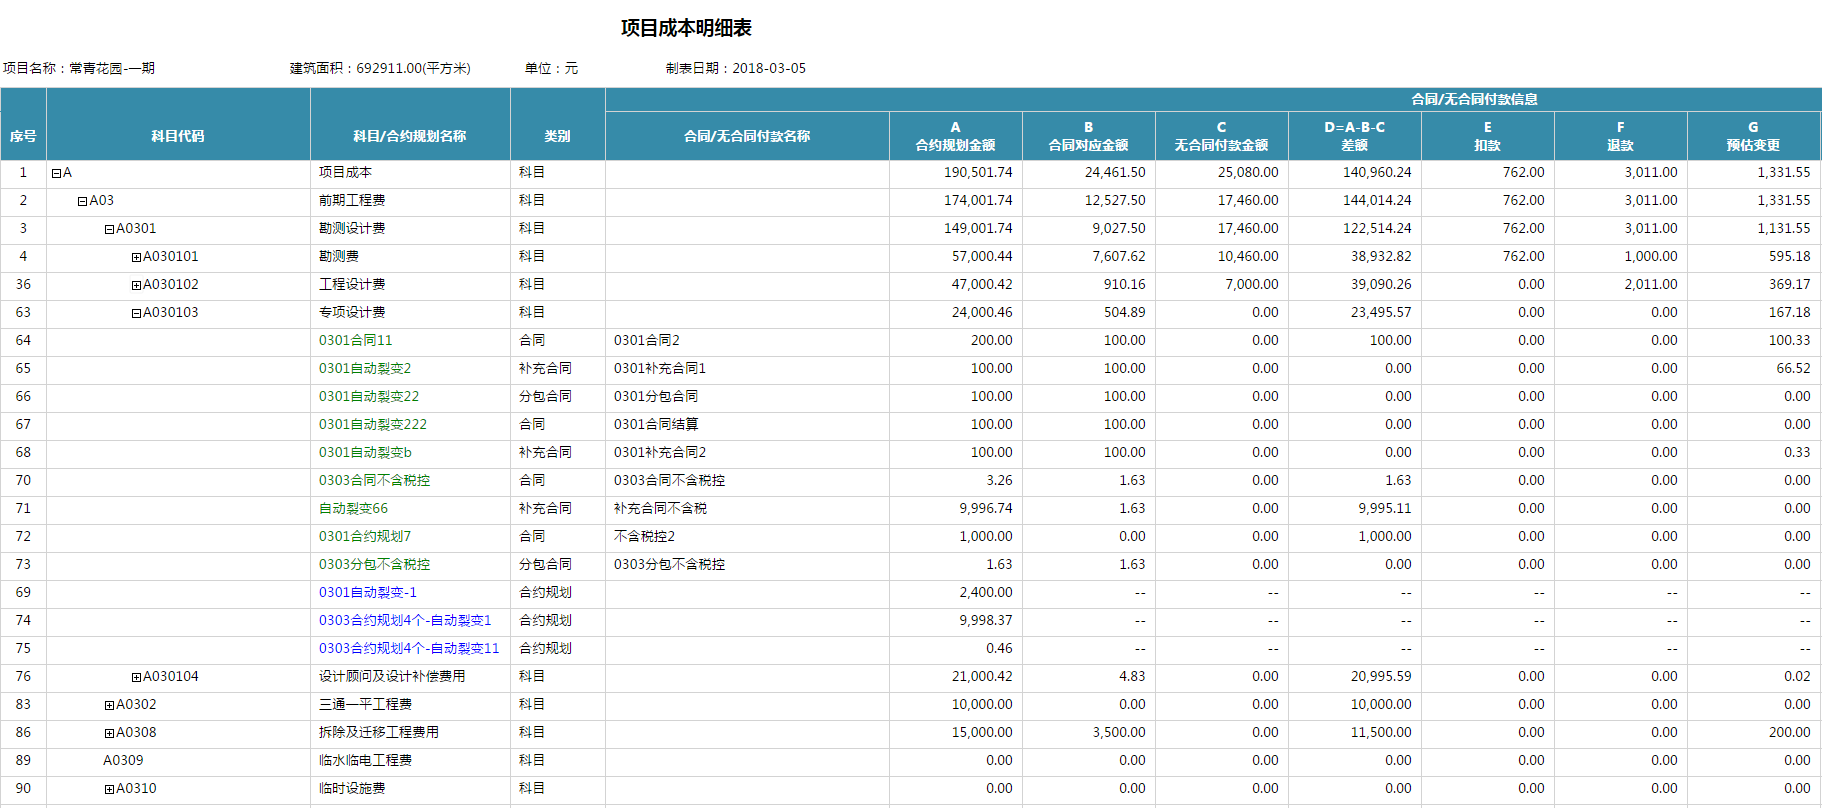 项目成本明细表
项目名称：常青花园-一期 建筑面积：692911.00(平方米) 单位：元 制表日期：2018-03-05
合同/无合同付款信息
序号 科目代码 科目/合约规划名称 类别 合同/无合同付款名称 A B C D=A-B-C E F G
合约规划金额 合同对应金额 无合同付款金额 差额 扣款 退款 预估变更
1 A 项目成本 科目 190,501.74 24,461.50 25,080.00 140,960.24 762.00 3,011.00 1,331.55
2 A03 前期工程费 科目 174,001.74 12,527.50 17,460.00 144,014.24 762.00 3,011.00 1,331.55
3 A0301 勘测设计费 科目 149,001.74 9,027.50 17,460.00 122,514.24 762.00 3,011.00 1,131.55
4 A030101 勘测费 科目 57,000.44 7,607.62 10,460.00 38,932.82 762.00 1,000.00 595.18
36 A030102 工程设计费 科目 47,000.42 910.16 7,000.00 39,090.26 0.00 2,011.00 369.17
63 A030103 专项设计费 科目 24,000.46 504.89 0.00 23,495.57 0.00 0.00 167.18
64 0301合同11 合同 0301合同2 200.00 100.00 0.00 100.00 0.00 0.00 100.33
65 0301自动裂变2 补充合同 0301补充合同1 100.00 100.00 0.00 0.00 0.00 0.00 66.52
66 0301自动裂变22 分包合同 0301分包合同 100.00 100.00 0.00 0.00 0.00 0.00 0.00
67 0301自动裂变222 合同 0301合同结算 100.00 100.00 0.00 0.00 0.00 0.00 0.00
68 0301自动裂变b 补充合同 0301补充合同2 100.00 100.00 0.00 0.00 0.00 0.00 0.33
70 0303合同不含税控 合同 0303合同不含税控 3.26 1.63 0.00 1.63 0.00 0.00 0.00
71 自动裂变66 补充合同 补充合同不含税 9,996.74 1.63 0.00 9,995.11 0.00 0.00 0.00
72 0301合约规划7 合同 不含税控2 1,000.00 0.00 0.00 1,000.00 0.00 0.00 0.00
73 0303分包不含税控 分包合同 0303分包不含税控 1.63 1.63 0.00 0.00 0.00 0.00 0.00
69 0301自动裂变-1 合约规划 2,400.00 -- -- -- -- -- --
74 0303合约规划4个-自动裂变1 合约规划 9,998.37 -- -- -- -- -- --
75 0303合约规划4个-自动裂变11 合约规划 0.46 -- -- -- -- -- --
76 A030104 设计顾问及设计补偿费用 科目 21,000.42 4.83 0.00 20,995.59 0.00 0.00 0.02
83 A0302 三通一平工程费 科目 10,000.00 0.00 0.00 10,000.00 0.00 0.00 0.00
86 A0308 拆除及迁移工程费用 科目 15,000.00 3,500.00 0.00 11,500.00 0.00 0.00 200.00
89 A0309 临水临电工程费 科目 0.00 0.00 0.00 0.00 0.00 0.00 0.00
90 A0310 临时设施费 科目 0.00 0.00 0.00 0.00 0.00 0.00 0.00